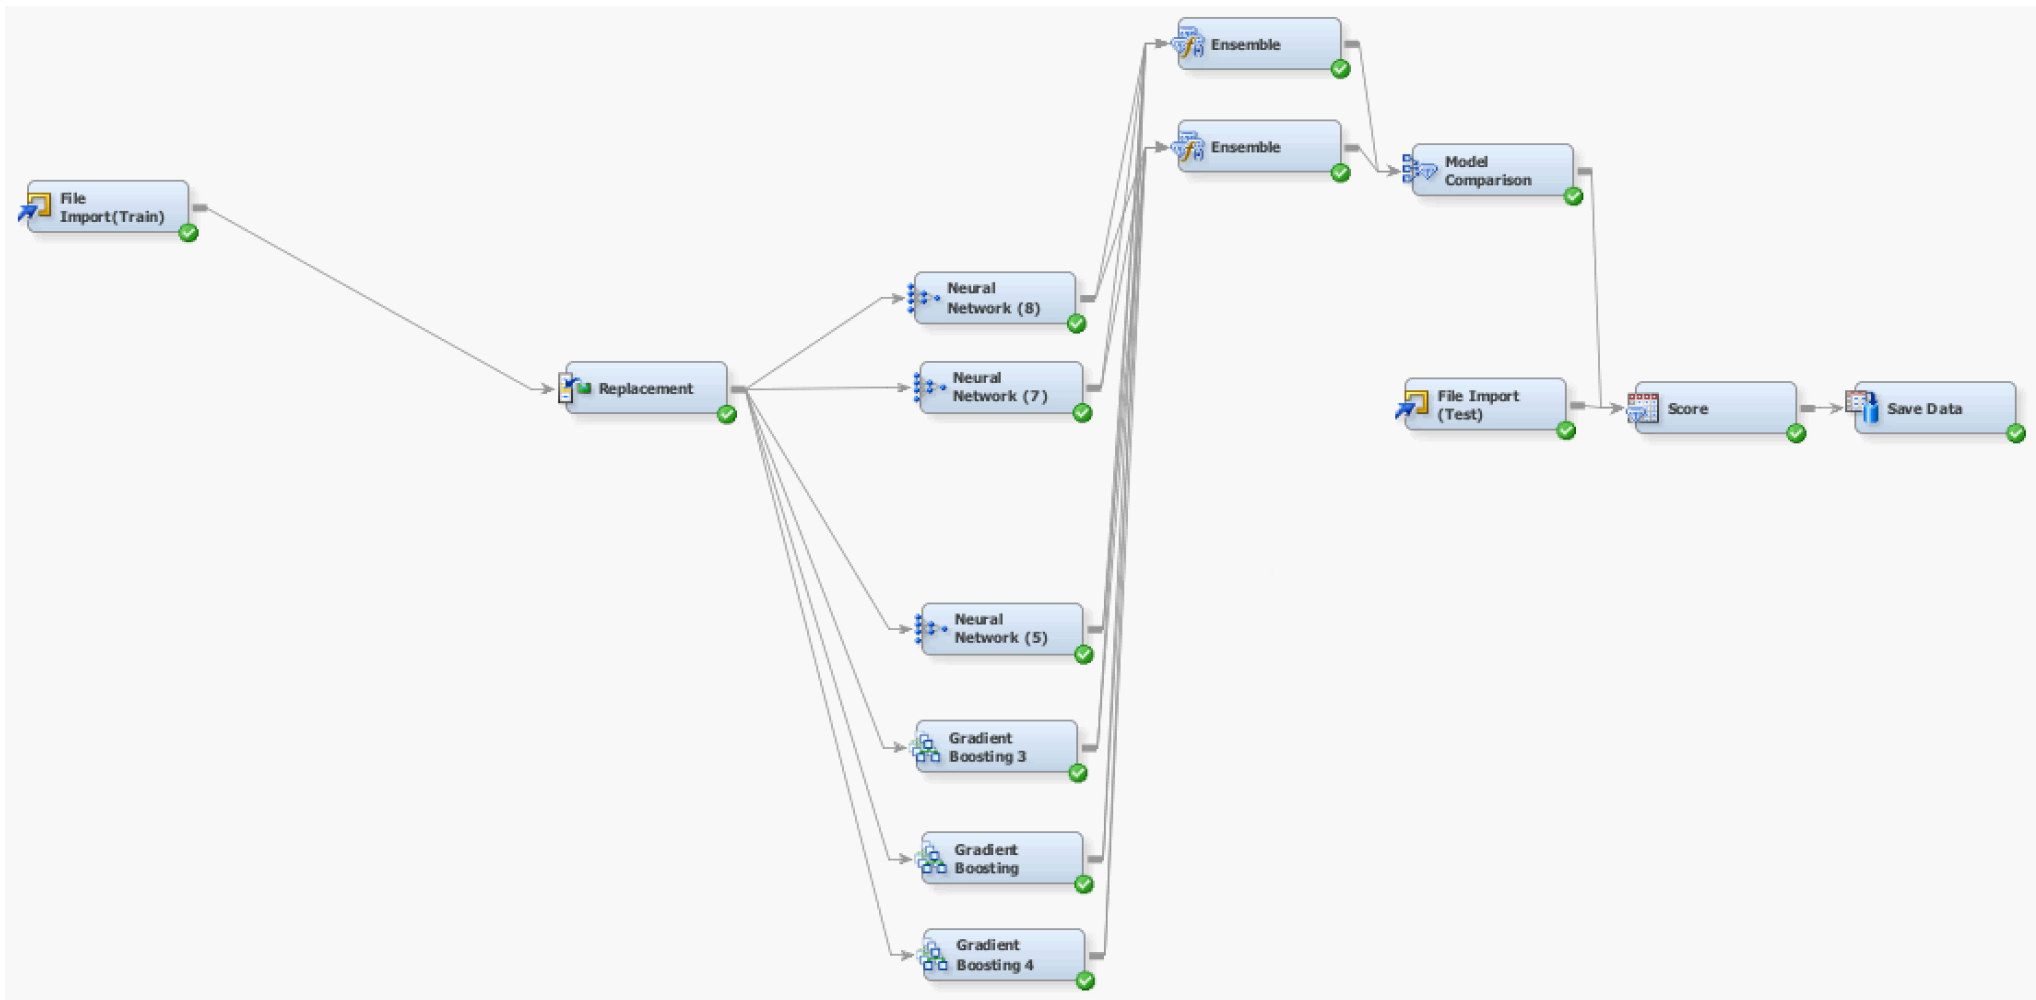 Ensemble
Ensemble
Model
Comparison
File
Import(Train)
Neural
Network (8)
Neural
Network (7)
Replacement
File Import
(Test)
Score
Save Data
Neural
Network (5)
Gradient
Boosting 3
Gradient
Boosting
Gradient
Boosting 4